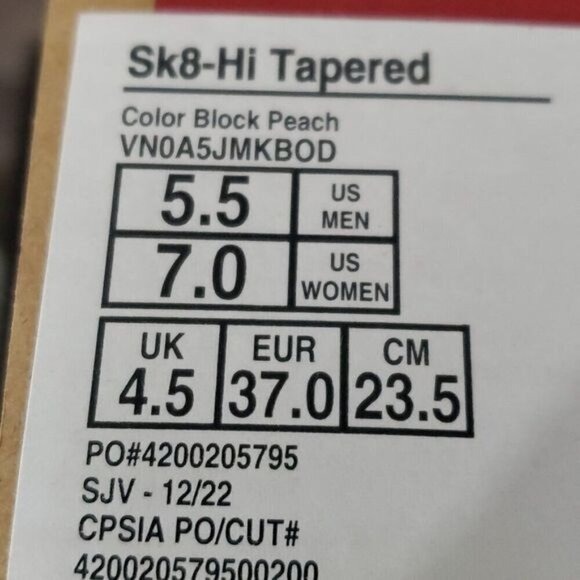 Sk8-Hi Tapered
Color Block Peach
VN0A5JMKBOD
5.5 US MEN
7.0 US WOMEN
UK EUR CM
4.5 37.0 23.5
PO#4200205795
SJV - 12/22
CPSIA PO/CUT#
420020579500200